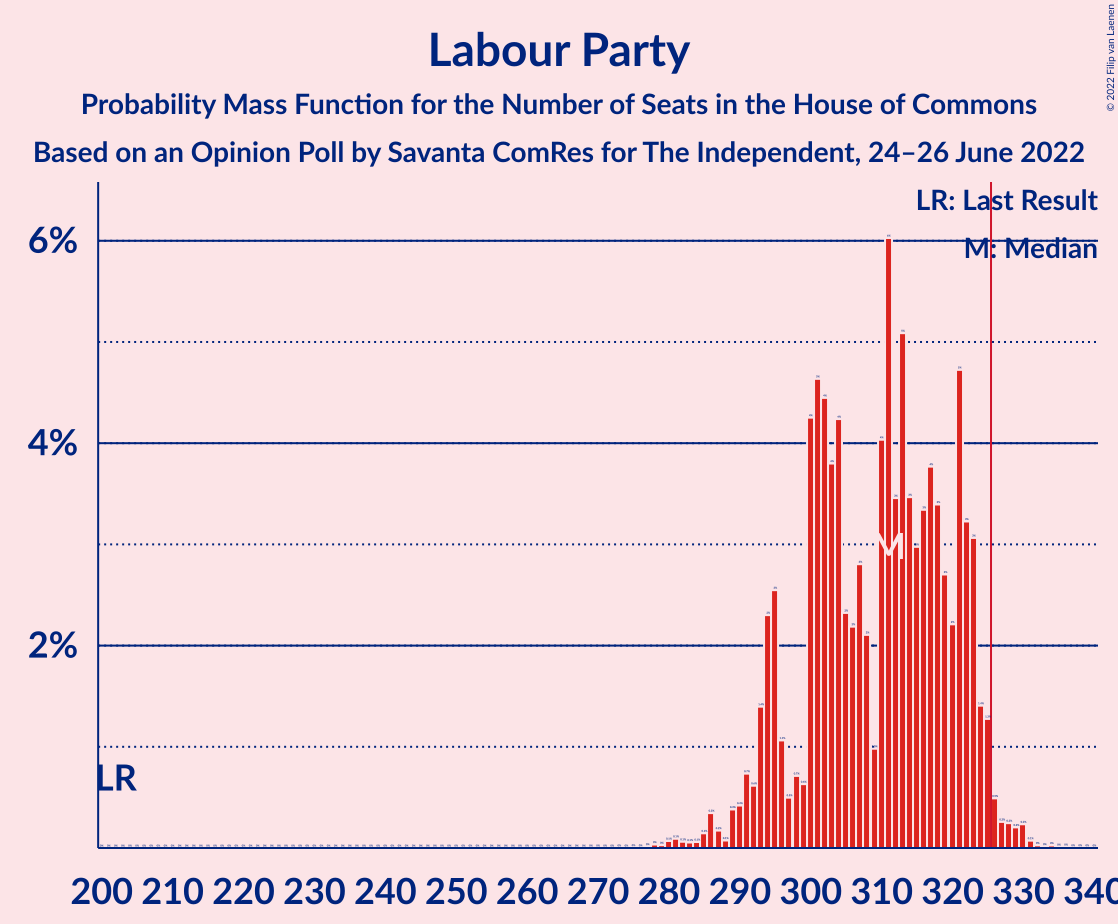 Labour Party
Probability Mass Function for the Number of Seats in the House of Commons
Based on an Opinion Poll by Savanta ComRes for The Independent, 24–26 June 2022
© 2022 Filip van Laenen
LR: Last Result
M: Median
6%
4%
2%
M
LR
200 210 220 230 240 250 260 270 280 290 300 310 320 330 340